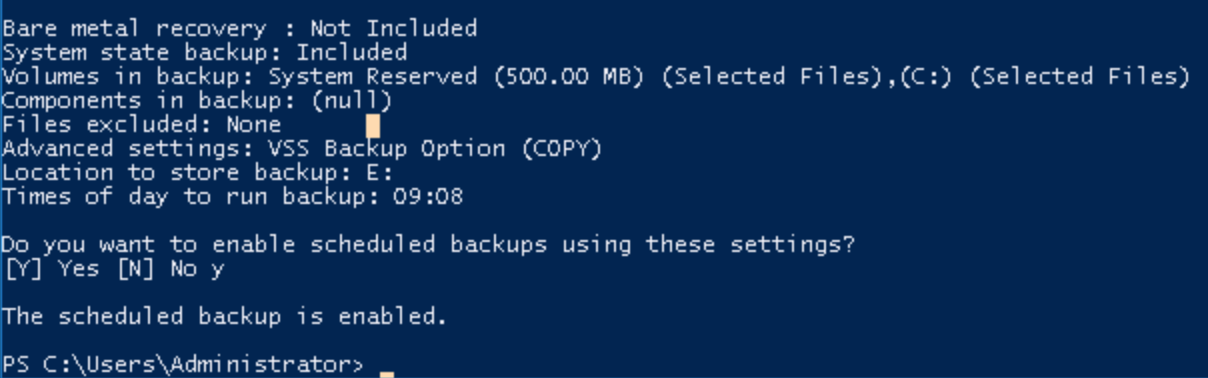 Bare metal recovery : Not Included
System state backup: Included
Volumes in backup: System Reserved (500.00 MB) (Selected Files),(C:) (Selected Files)
Components in backup: (null)
Files excluded: None
Advanced settings: VSS Backup Option (COPY)
Location to store backup: E:
Times of day to run backup: 09:08
Do you want to enable scheduled backups using these settings?
[Y] Yes [N] No y
The scheduled backup is enabled.
PS C:\Users\Administrator>